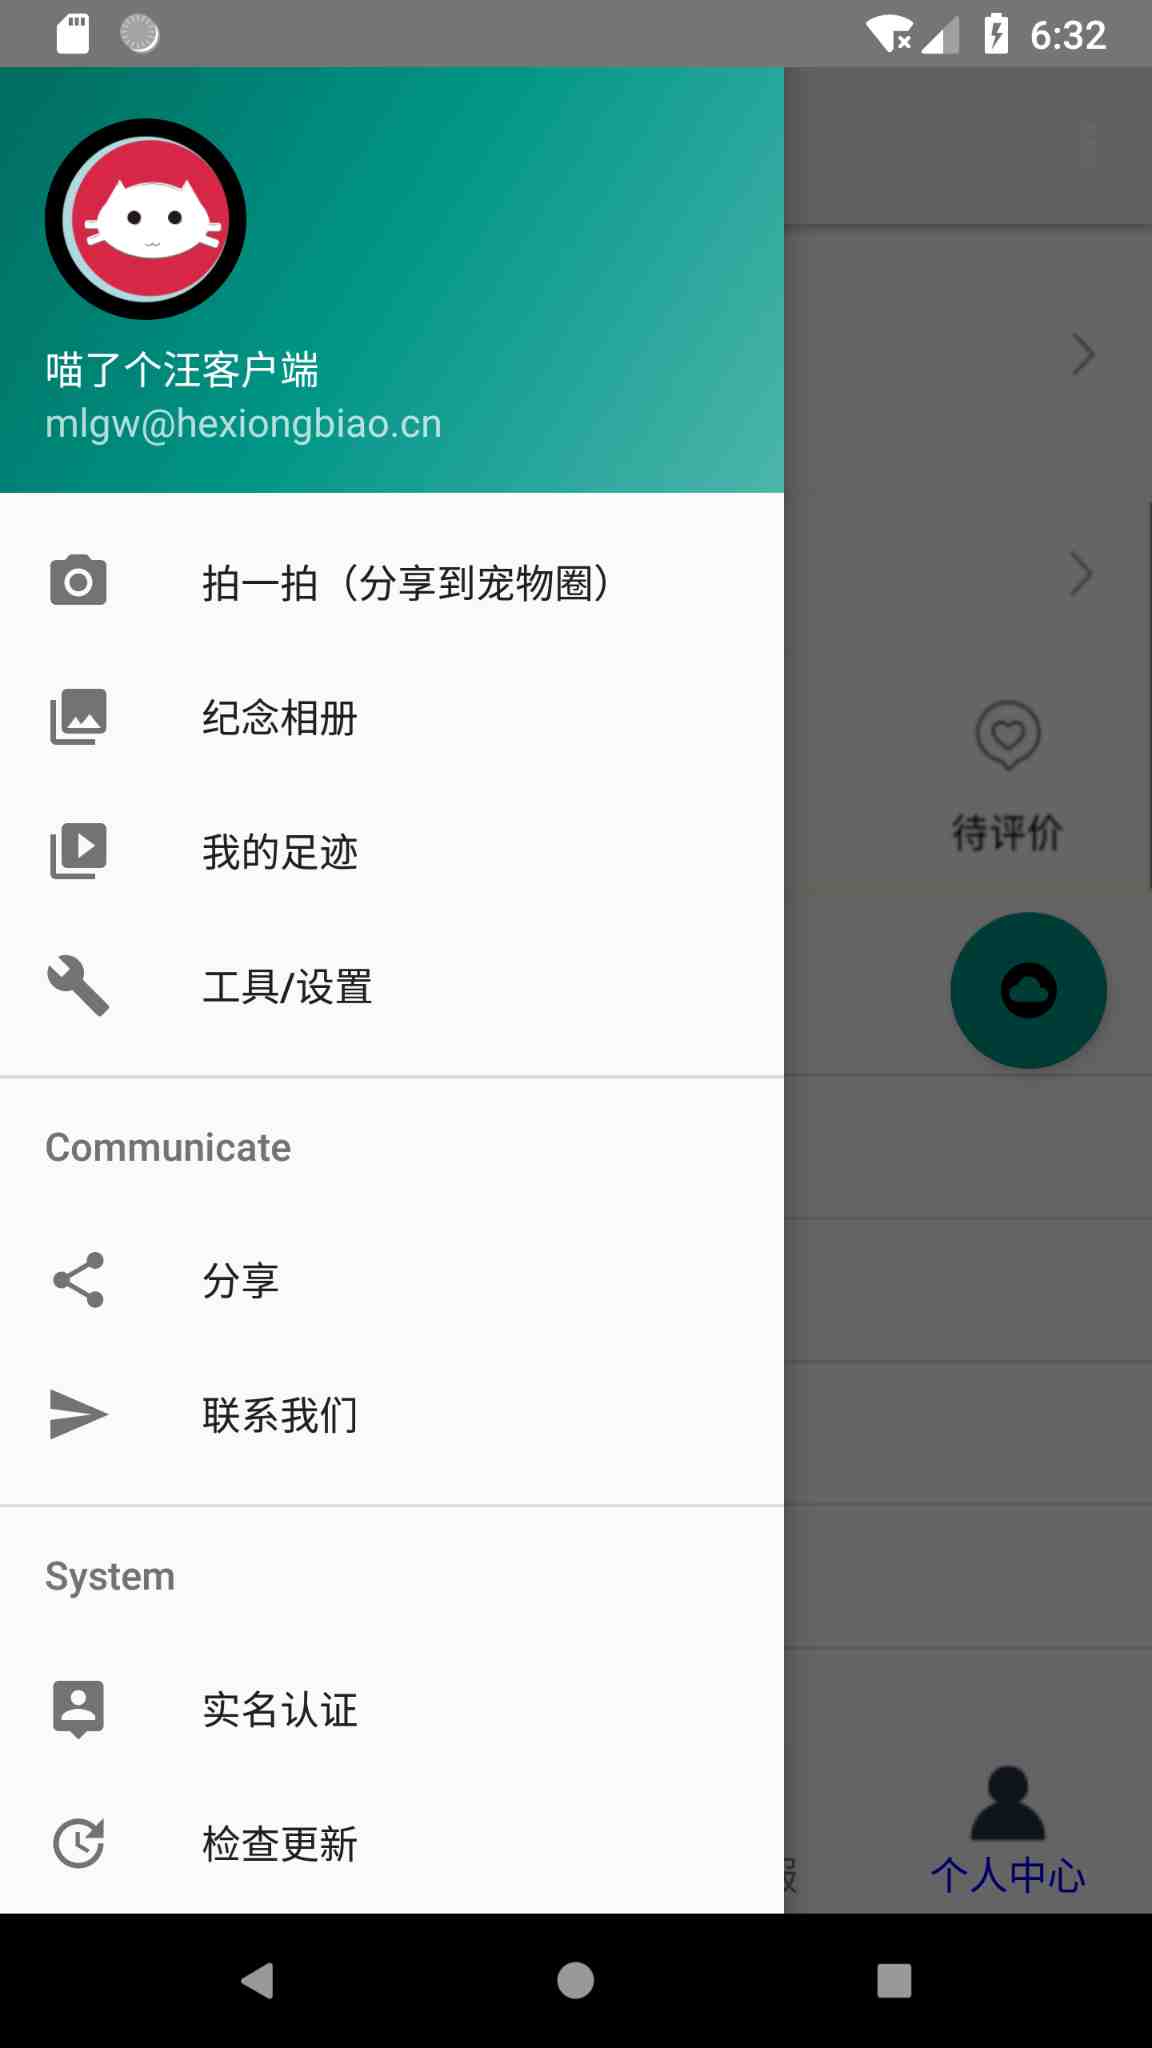 6:32
喵了个汪客户端
mlgw@hexiongbiao.cn
拍一拍（分享到宠物圈）
纪念相册
我的足迹
待评价
工具/设置
Communicate
分享
联系我们
System
实名认证
检查更新
个人中心